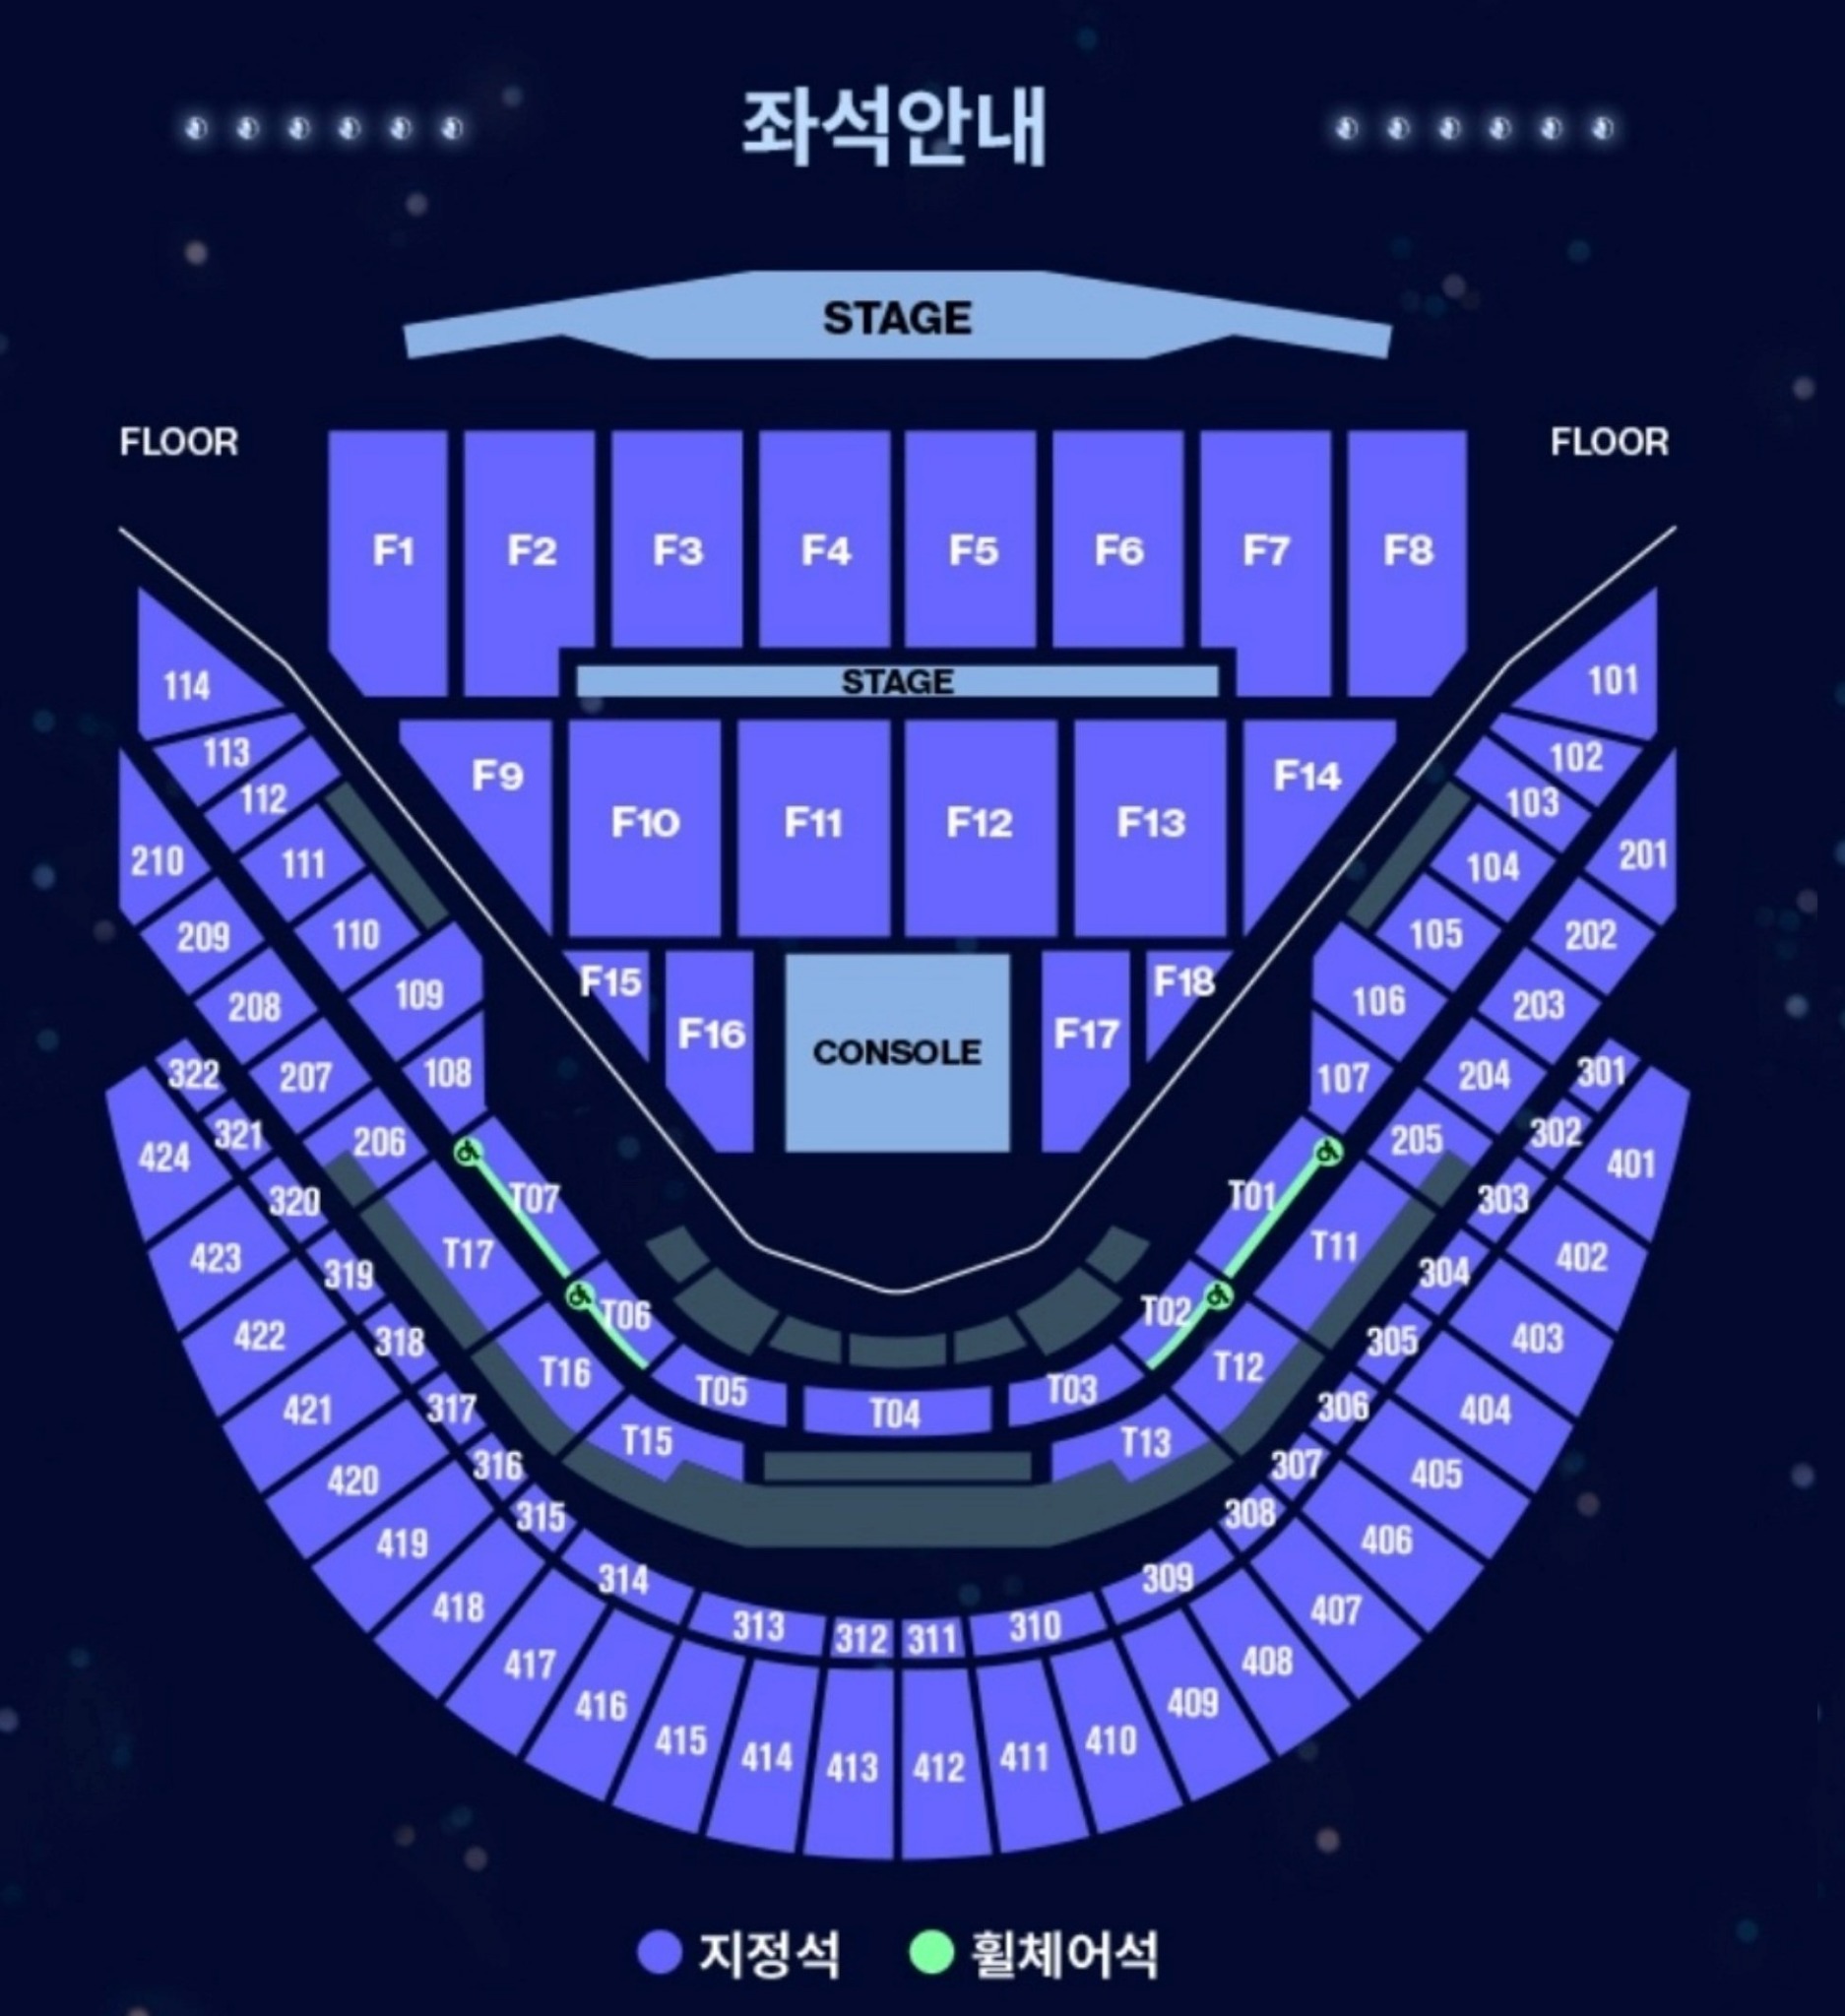 좌석안내
STAGE
FLOOR FLOOR
F1 F2 F3 F4 F5 F6 F7 F8
STAGE
114 101
113 102
F9 F14
112 103
F10 F11 F12 F13
210 111 104 201
209 110 105 202
F15 F18
109 106
208 203
F16 F17
CONSOLE
322 207 108 107 204 301
321 206 205 302
424 401
320 T07 T01 303
423 T17 T11 402
319 304
T06 T02
422 318 305 403
T16 T12
T05 T03
421 317 T04 306 404
T15 T13
420 316 307 405
315 308
419 406
314 309
418 313 312 311 310 407
417 408
416 409
415 410
414 411
413 412
지정석 휠체어석